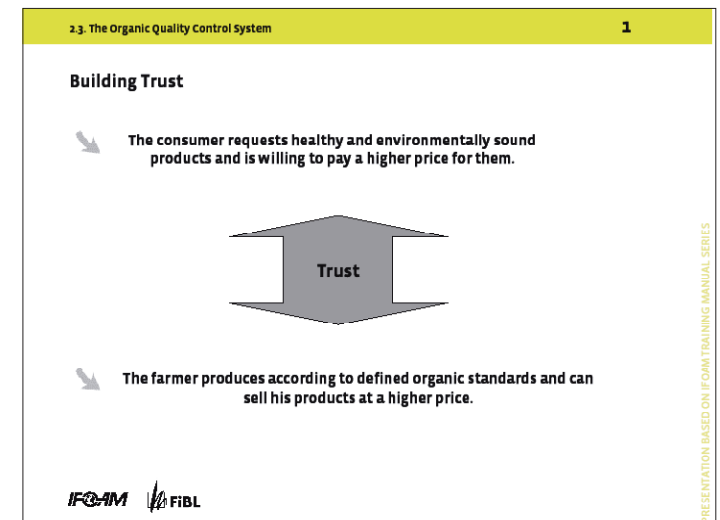 2.3. The Organic Quality Control System 1
Building Trust
The consumer requests healthy and environmentally sound
products and is willing to pay a higher price for them.
Trust
The farmer produces according to defined organic standards and can
sell his products at a higher price.
IFOAM FiBL
PRESENTATION BASED ON IFOAM TRAINING MANUAL SERIES